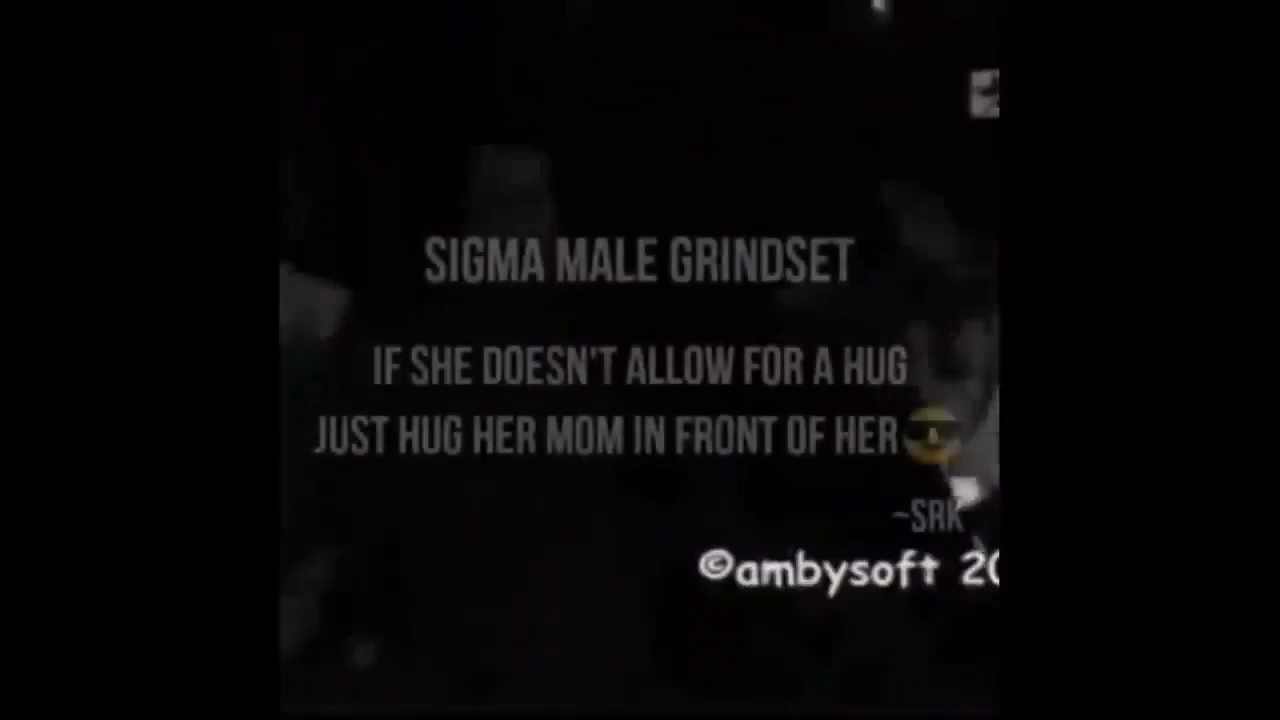 SIGMA MALE GRINDSET
IF SHE DOESN'T ALLOW FOR A HUG
JUST HUG HER MOM IN FRONT OF HER😎
~SRK
©ambysoft 20